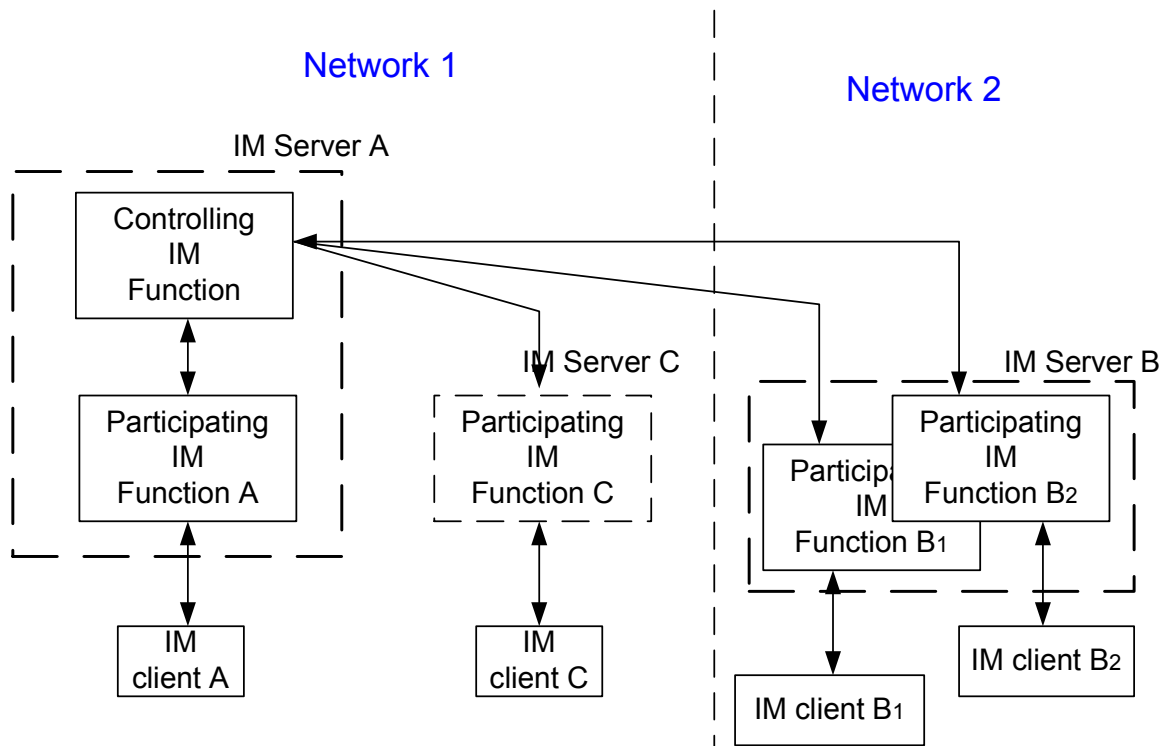 Network 1
Network 2
IM Server A
Controlling
IM
Function
IM Server C
IM Server B
Participating
IM
Function A
Participating
IM
Function C
Participating
IM
Function B2
Participa
IM
Function B1
IM
client A
IM
client C
IM client B2
IM client B1